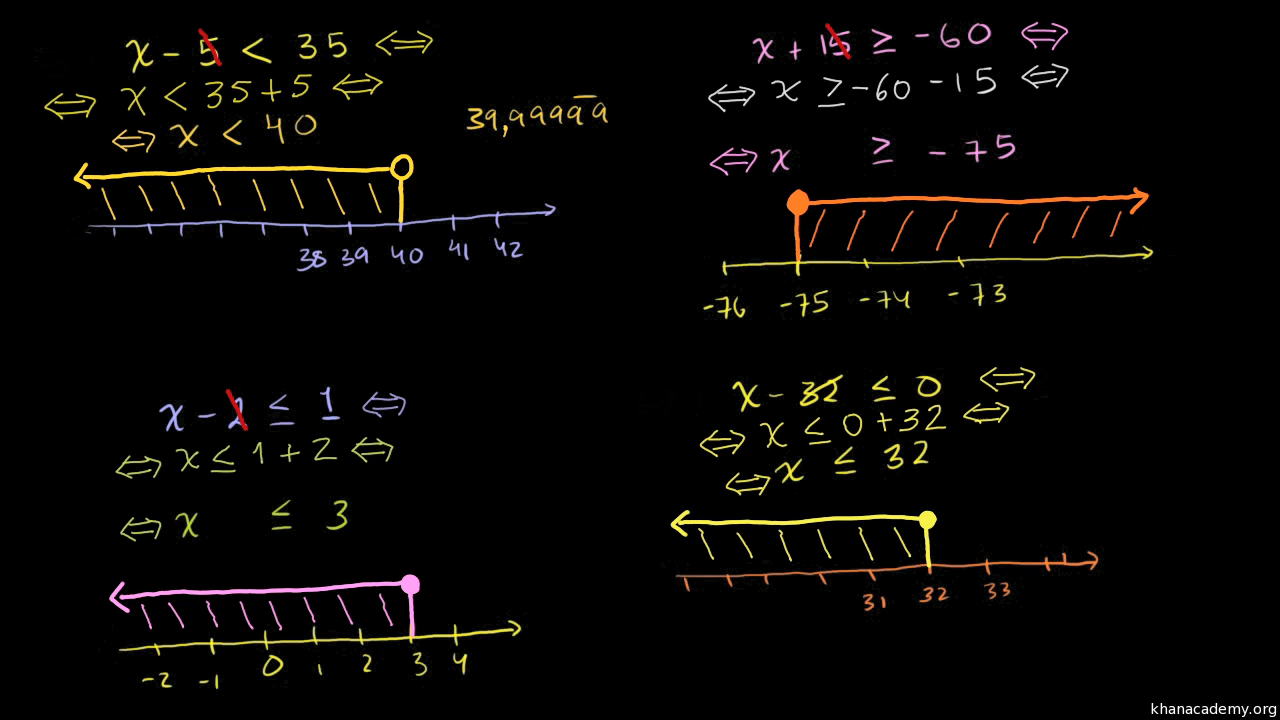 x - 5 < 35 ⟺
⟺ x < 35 + 5 ⟺
⟺ x < 40
39,99999̅9
38 39 40 41 42
x + 15 ≥ -60 ⟺
⟺ x ≥ -60 - 15 ⟺
⟺ x ≥ - 75
-76 -75 -74 -73
x - 2 ≤ 1 ⟺
⟺ x ≤ 1 + 2 ⟺
⟺ x ≤ 3
-2 -1 0 1 2 3 4
x - 32 ≤ 0 ⟺
⟺ x ≤ 0 + 32 ⟺
⟺ x ≤ 32
31 32 33
khanacademy.org